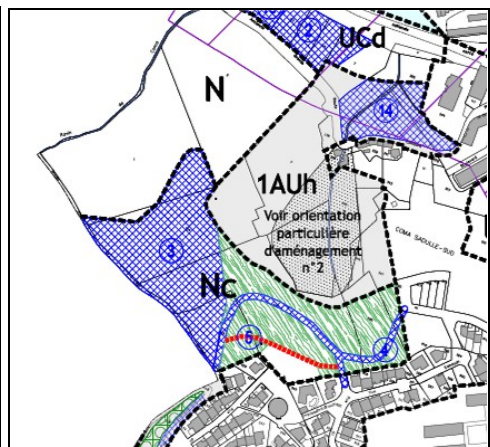 2
UCd
N
14
1AUh
Voir orientation
particulière
d'aménagement
n°2
COMA SADULLE-SUD
3
Nc
6
4